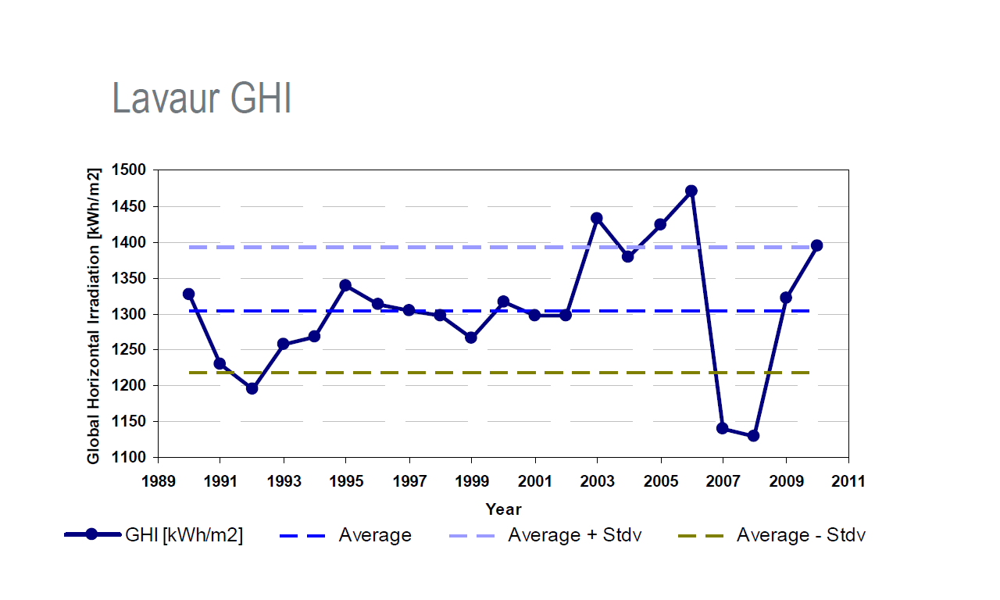 Lavaur GHI
Global Horizontal Irradiation [kWh/m2]
1500
1450
1400
1350
1300
1250
1200
1150
1100
1989 1991 1993 1995 1997 1999 2001 2003 2005 2007 2009 2011
Year
GHI [kWh/m2] Average Average + Stdv Average - Stdv